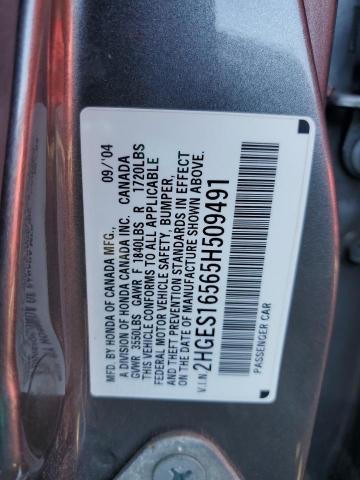 MFD. BY HONDA OF CANADA MFG., 09/'04
A DIVISION OF HONDA CANADA INC. CANADA
GVWR 3550LBS GAWR F 1840LBS R 1720LBS
THIS VEHICLE CONFORMS TO ALL APPLICABLE
FEDERAL MOTOR VEHICLE SAFETY, BUMPER,
AND THEFT PREVENTION STANDARDS IN EFFECT
ON THE DATE OF MANUFACTURE SHOWN ABOVE.
V.I.N. 2HGES16565H509491
PASSENGER CAR